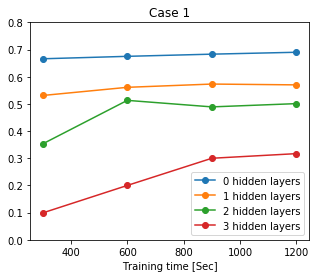 Case 1
0.8
0.7
0.6
0.5
0.4
0.3
0.2
0.1
0.0
0 hidden layers
1 hidden layers
2 hidden layers
3 hidden layers
400 600 800 1000 1200
Training time [Sec]